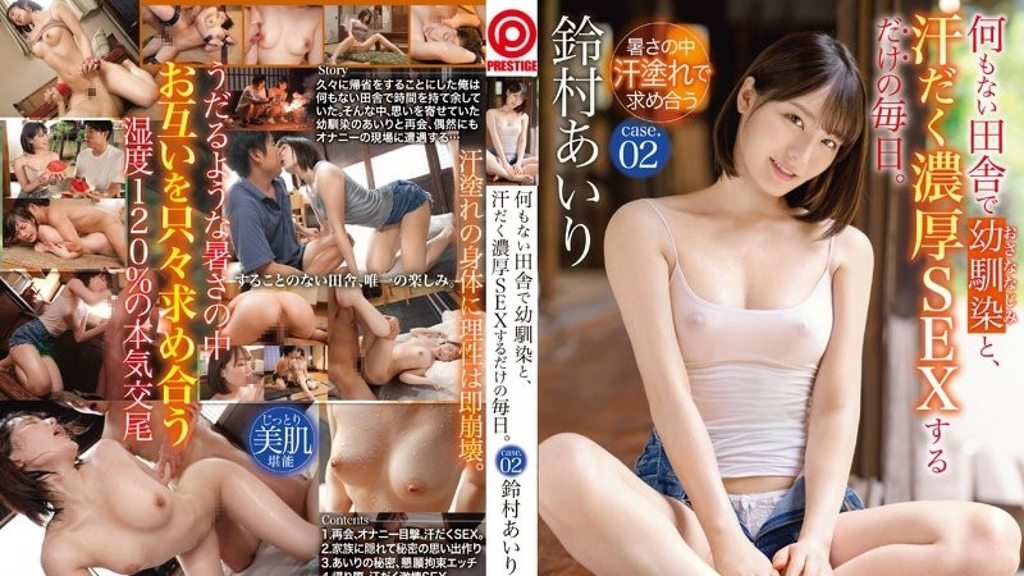 PRESTIGE
Story
久々に帰省をすることにした俺は
何もない田舎で時間を持て余し
ていた。そんな中、思いを寄せていた
幼馴染のあいりと再会、偶然にも
オナニーの現場に遭遇する…
汗塗れの身体に理性は即崩壊。
うだるような暑さの中
お互いを只々求め合う
湿度120%の本気交尾
することのない田舎、唯一の楽しみ。
じっとり
美肌
堪能
Contents
1.再会、オナニー目撃、汗だくSEX。
2.家族に隠れて秘密の思い出作り
3.あいりの秘密、懇願拘束エッチ
何もない田舎で幼馴染と、
汗だく濃厚SEXするだけの毎日。
case.
02
鈴村あいり
何もない田舎で幼馴染と、
おさななじみ
汗だく濃厚SEXする
だけの毎日。
暑さの中
汗塗れで
求め合う
case.
02
鈴村あいり